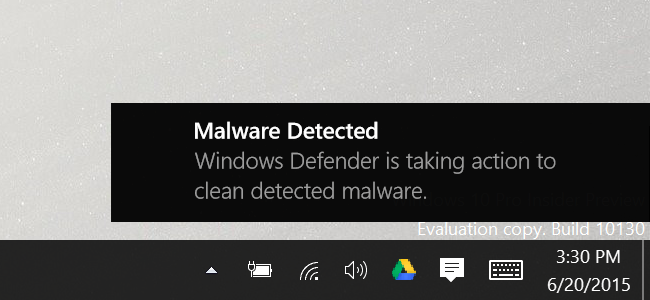 Malware Detected
Windows Defender is taking action to
clean detected malware.
Evaluation copy. Build 10130
3:30 PM
6/20/2015